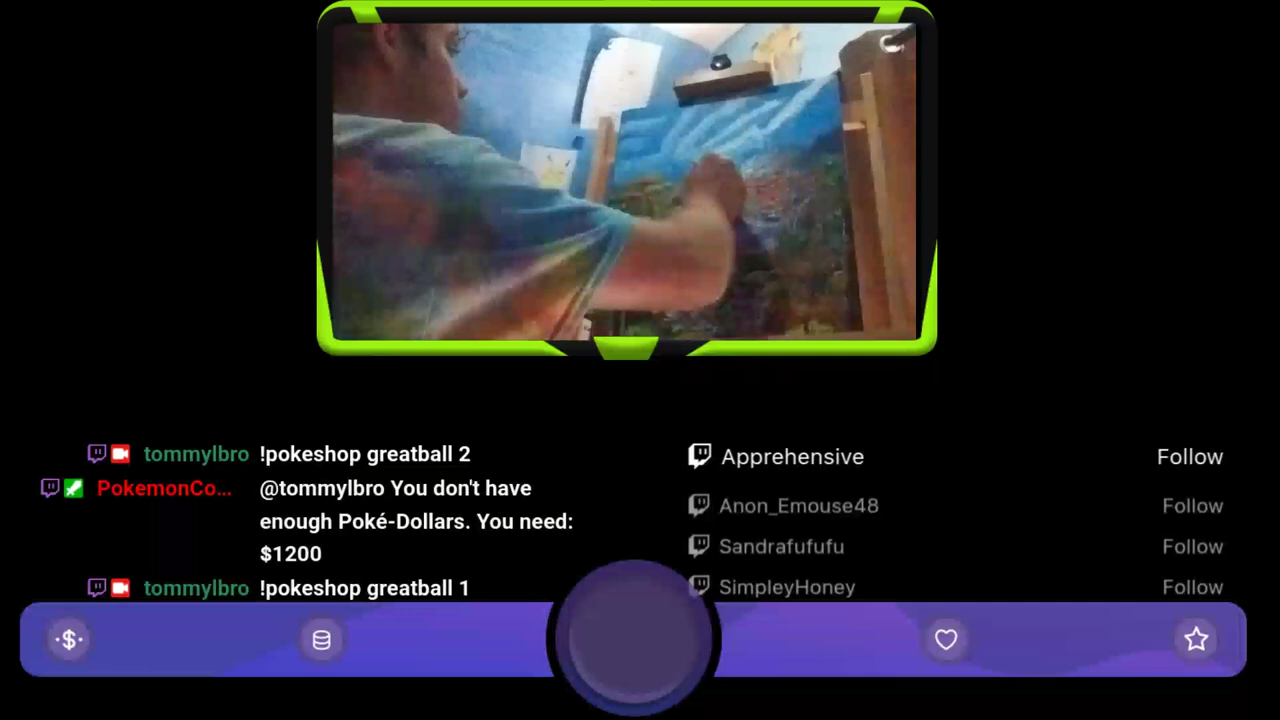 tommylbro !pokeshop greatball 2
PokemonCo... @tommylbro You don't have
enough Poké-Dollars. You need:
$1200
tommylbro !pokeshop greatball 1
Apprehensive Follow
Anon_Emouse48 Follow
Sandrafufufu Follow
SimpleyHoney Follow